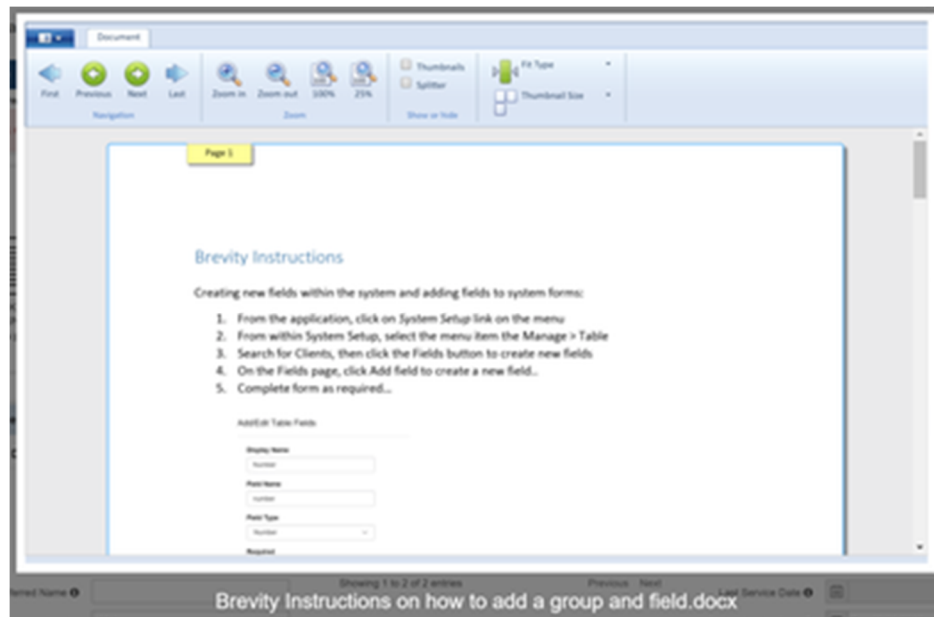 Document
First
Previous
Next
Last
Zoom in
Zoom out
100%
25%
Thumbnails
Splitter
Fit Type
Thumbnail Size
Navigation
Zoom
Show or hide
Page 1
Brevity Instructions
Creating new fields within the system and adding fields to system forms:
1. From the application, click on System Setup link on the menu
2. From within System Setup, select the menu item the Manage > Table
3. Search for Clients, then click the Fields button to create new fields
4. On the Fields page, click Add field to create a new field..
5. Complete form as required...
Add/Edit Table Fields
Display Name
Number
Field Name
number
Field Type
Number
Required
Showing 1 to 2 of 2 entries
Previous Next
Name
Last Service Date
Brevity Instructions on how to add a group and field.docx